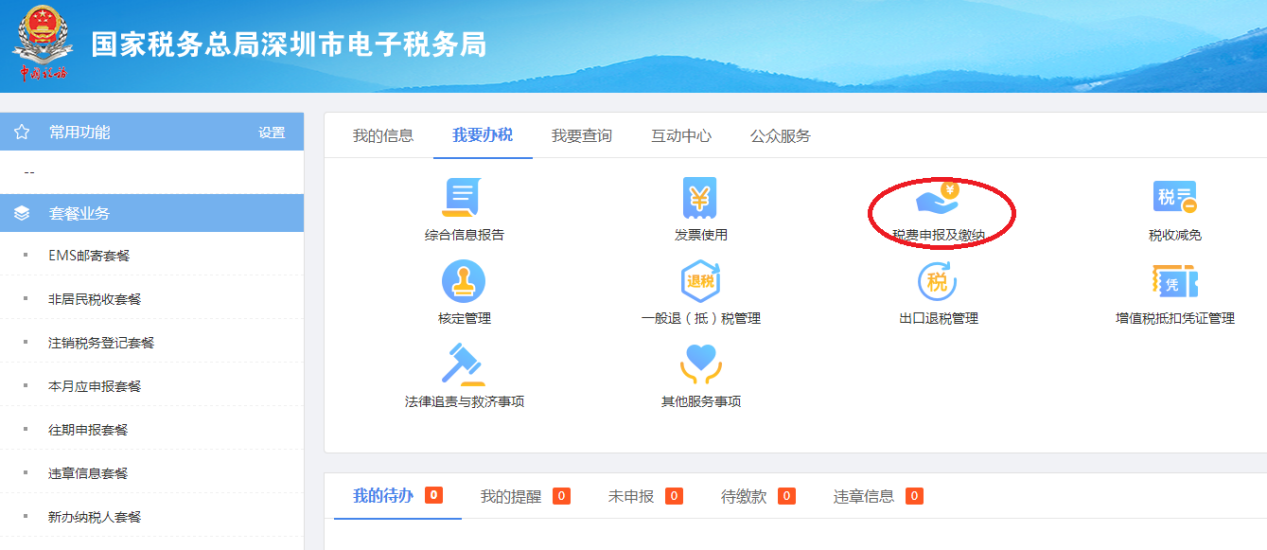 国家税务总局深圳市电子税务局
中国税务
常用功能 设置
--
套餐业务
EMS邮寄套餐
非居民税收套餐
注销税务登记套餐
本月应申报套餐
往期申报套餐
违章信息套餐
新办纳税人套餐
我的信息 我要办税 我要查询 互动中心 公众服务
综合信息报告 发票使用 税费申报及缴纳 税 税收减免
核定管理 退税 一般退（抵）税管理 税 出口退税管理 凭 增值税抵扣凭证管理
法律追责与救济事项 其他服务事项
我的待办 0 我的提醒 0 未申报 0 待缴款 0 违章信息 0